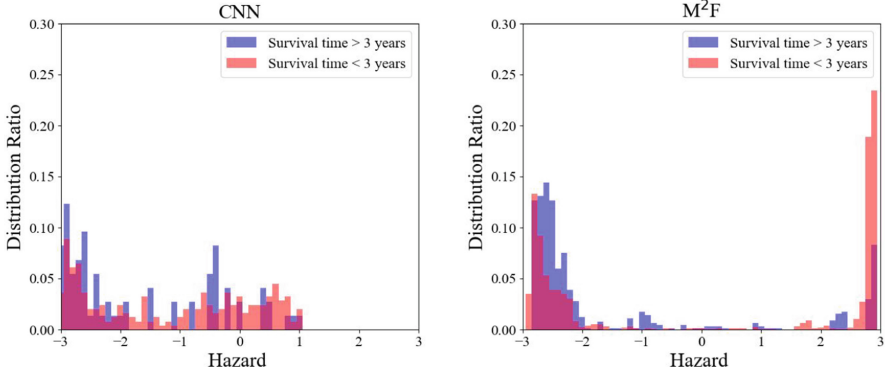 CNN
0.30
0.25
0.20
0.15
0.10
0.05
0.00
Distribution Ratio
Survival time > 3 years
Survival time < 3 years
−3
−2
−1
0
1
2
3
Hazard
M²F
0.30
0.25
0.20
0.15
0.10
0.05
0.00
Distribution Ratio
Survival time > 3 years
Survival time < 3 years
−3
−2
−1
0
1
2
3
Hazard